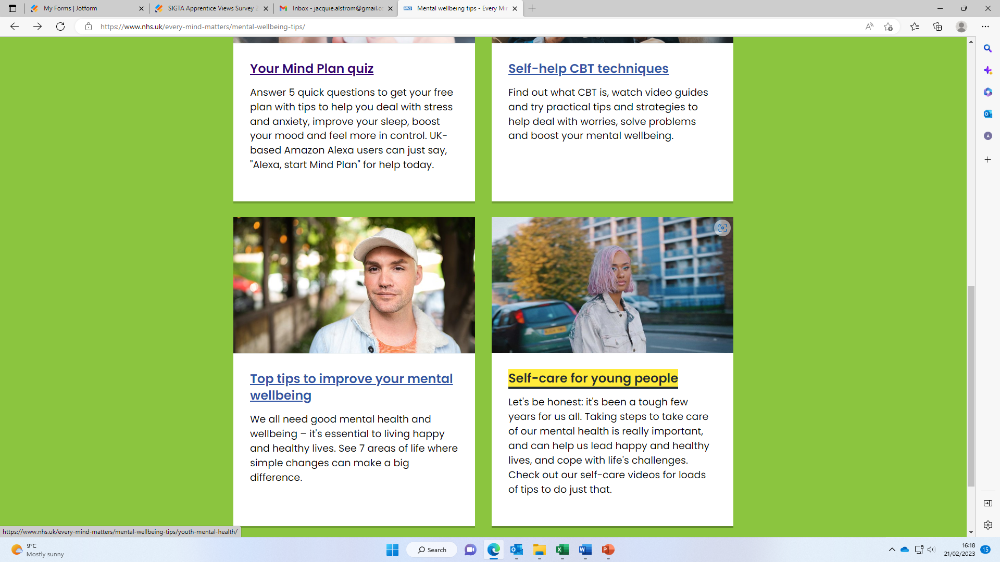 My Forms | Jotform
SIGTA Apprentice Views Survey 2
Inbox - jacquie.alstrom@gmail.co
NHS
Mental wellbeing tips - Every Min
https://www.nhs.uk/every-mind-matters/mental-wellbeing-tips/
Your Mind Plan quiz
Answer 5 quick questions to get your free
plan with tips to help you deal with stress
and anxiety, improve your sleep, boost
your mood and feel more in control. UK-
based Amazon Alexa users can just say,
"Alexa, start Mind Plan" for help today.
Self-help CBT techniques
Find out what CBT is, watch video guides
and try practical tips and strategies to
help deal with worries, solve problems
and boost your mental wellbeing.
Top tips to improve your mental
wellbeing
We all need good mental health and
wellbeing – it's essential to living happy
and healthy lives. See 7 areas of life where
simple changes can make a big
difference.
Self-care for young people
Let's be honest: it's been a tough few
years for us all. Taking steps to take care
of our mental health is really important,
and can help us lead happy and healthy
lives, and cope with life's challenges.
Check out our self-care videos for loads
of tips to do just that.
A
https://www.nhs.uk/every-mind-matters/mental-wellbeing-tips/youth-mental-health/
9°C
Mostly sunny
Search
16:18
21/02/2023
15